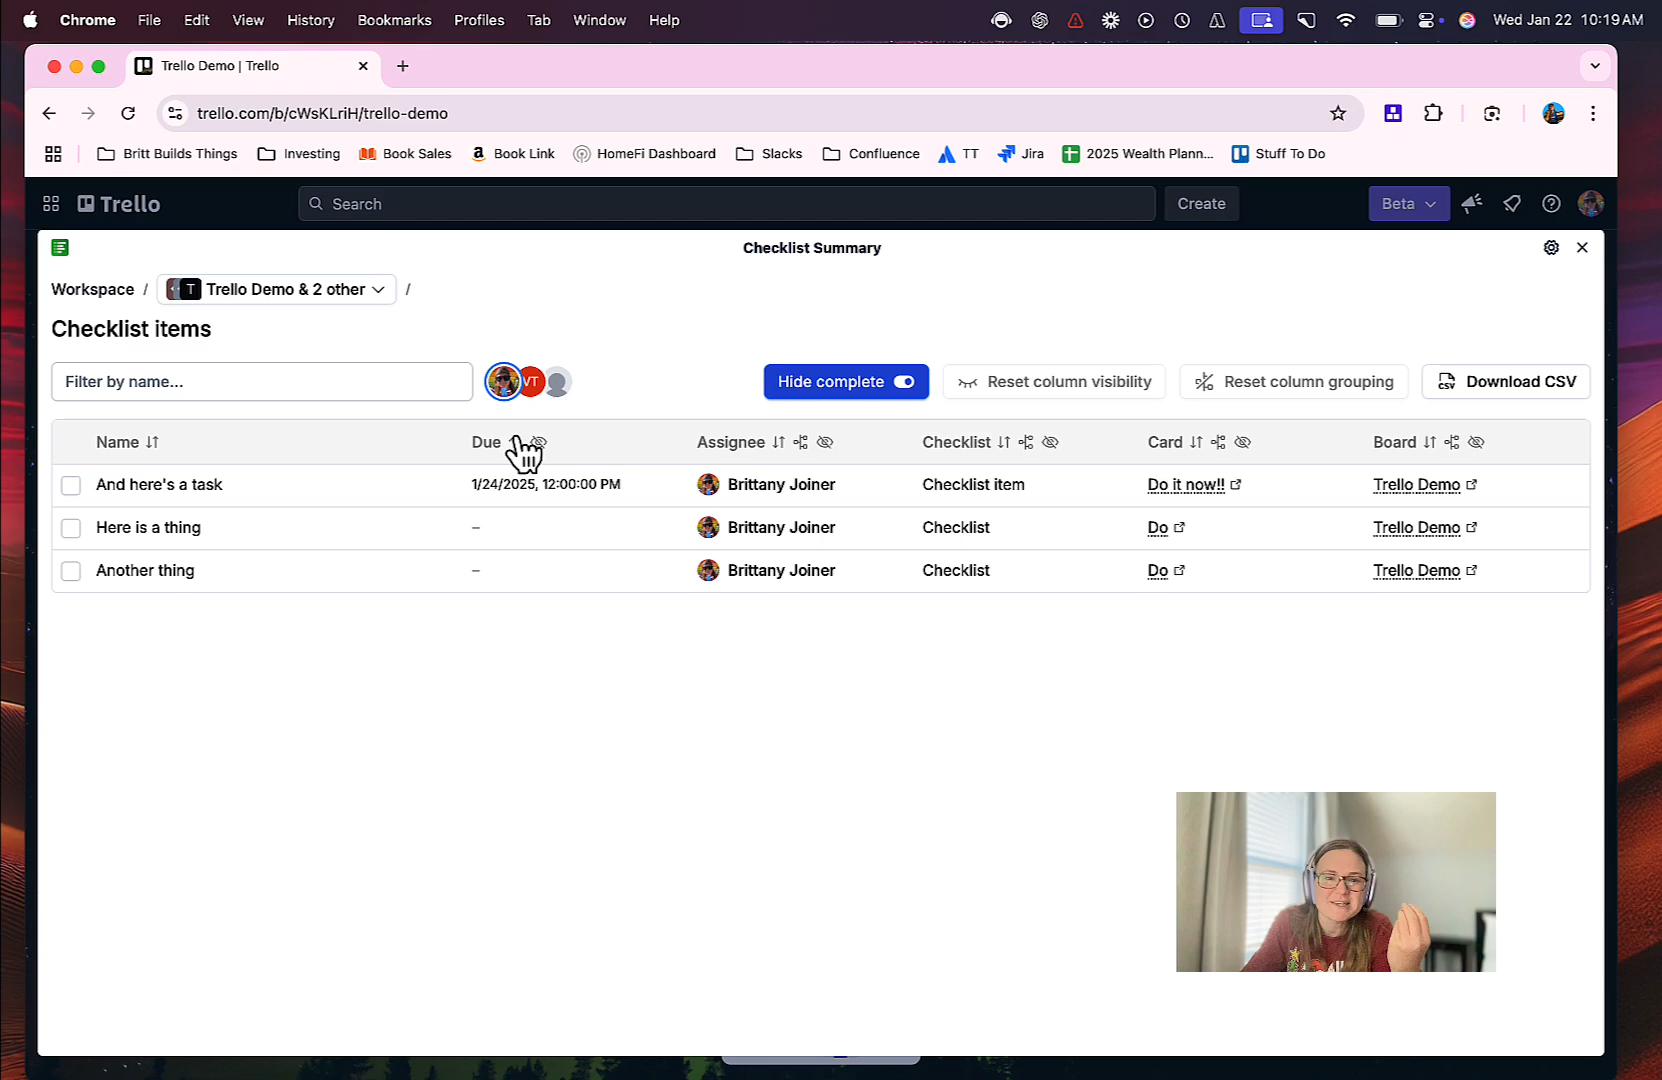 Chrome File Edit View History Bookmarks Profiles Tab Window Help Wed Jan 22 10:19 AM
Trello Demo | Trello
trello.com/b/cWsKLriH/trello-demo
Britt Builds Things Investing Book Sales Book Link HomeFi Dashboard Slacks Confluence TT Jira 2025 Wealth Plann... Stuff To Do
Trello Search Create Beta
Checklist Summary
Workspace / T Trello Demo & 2 other /
Checklist items
Filter by name... VT Hide complete Reset column visibility Reset column grouping CSV Download CSV
Name Due Assignee Checklist Card Board
And here's a task 1/24/2025, 12:00:00 PM Brittany Joiner Checklist item Do it now!! Trello Demo
Here is a thing – Brittany Joiner Checklist Do Trello Demo
Another thing – Brittany Joiner Checklist Do Trello Demo